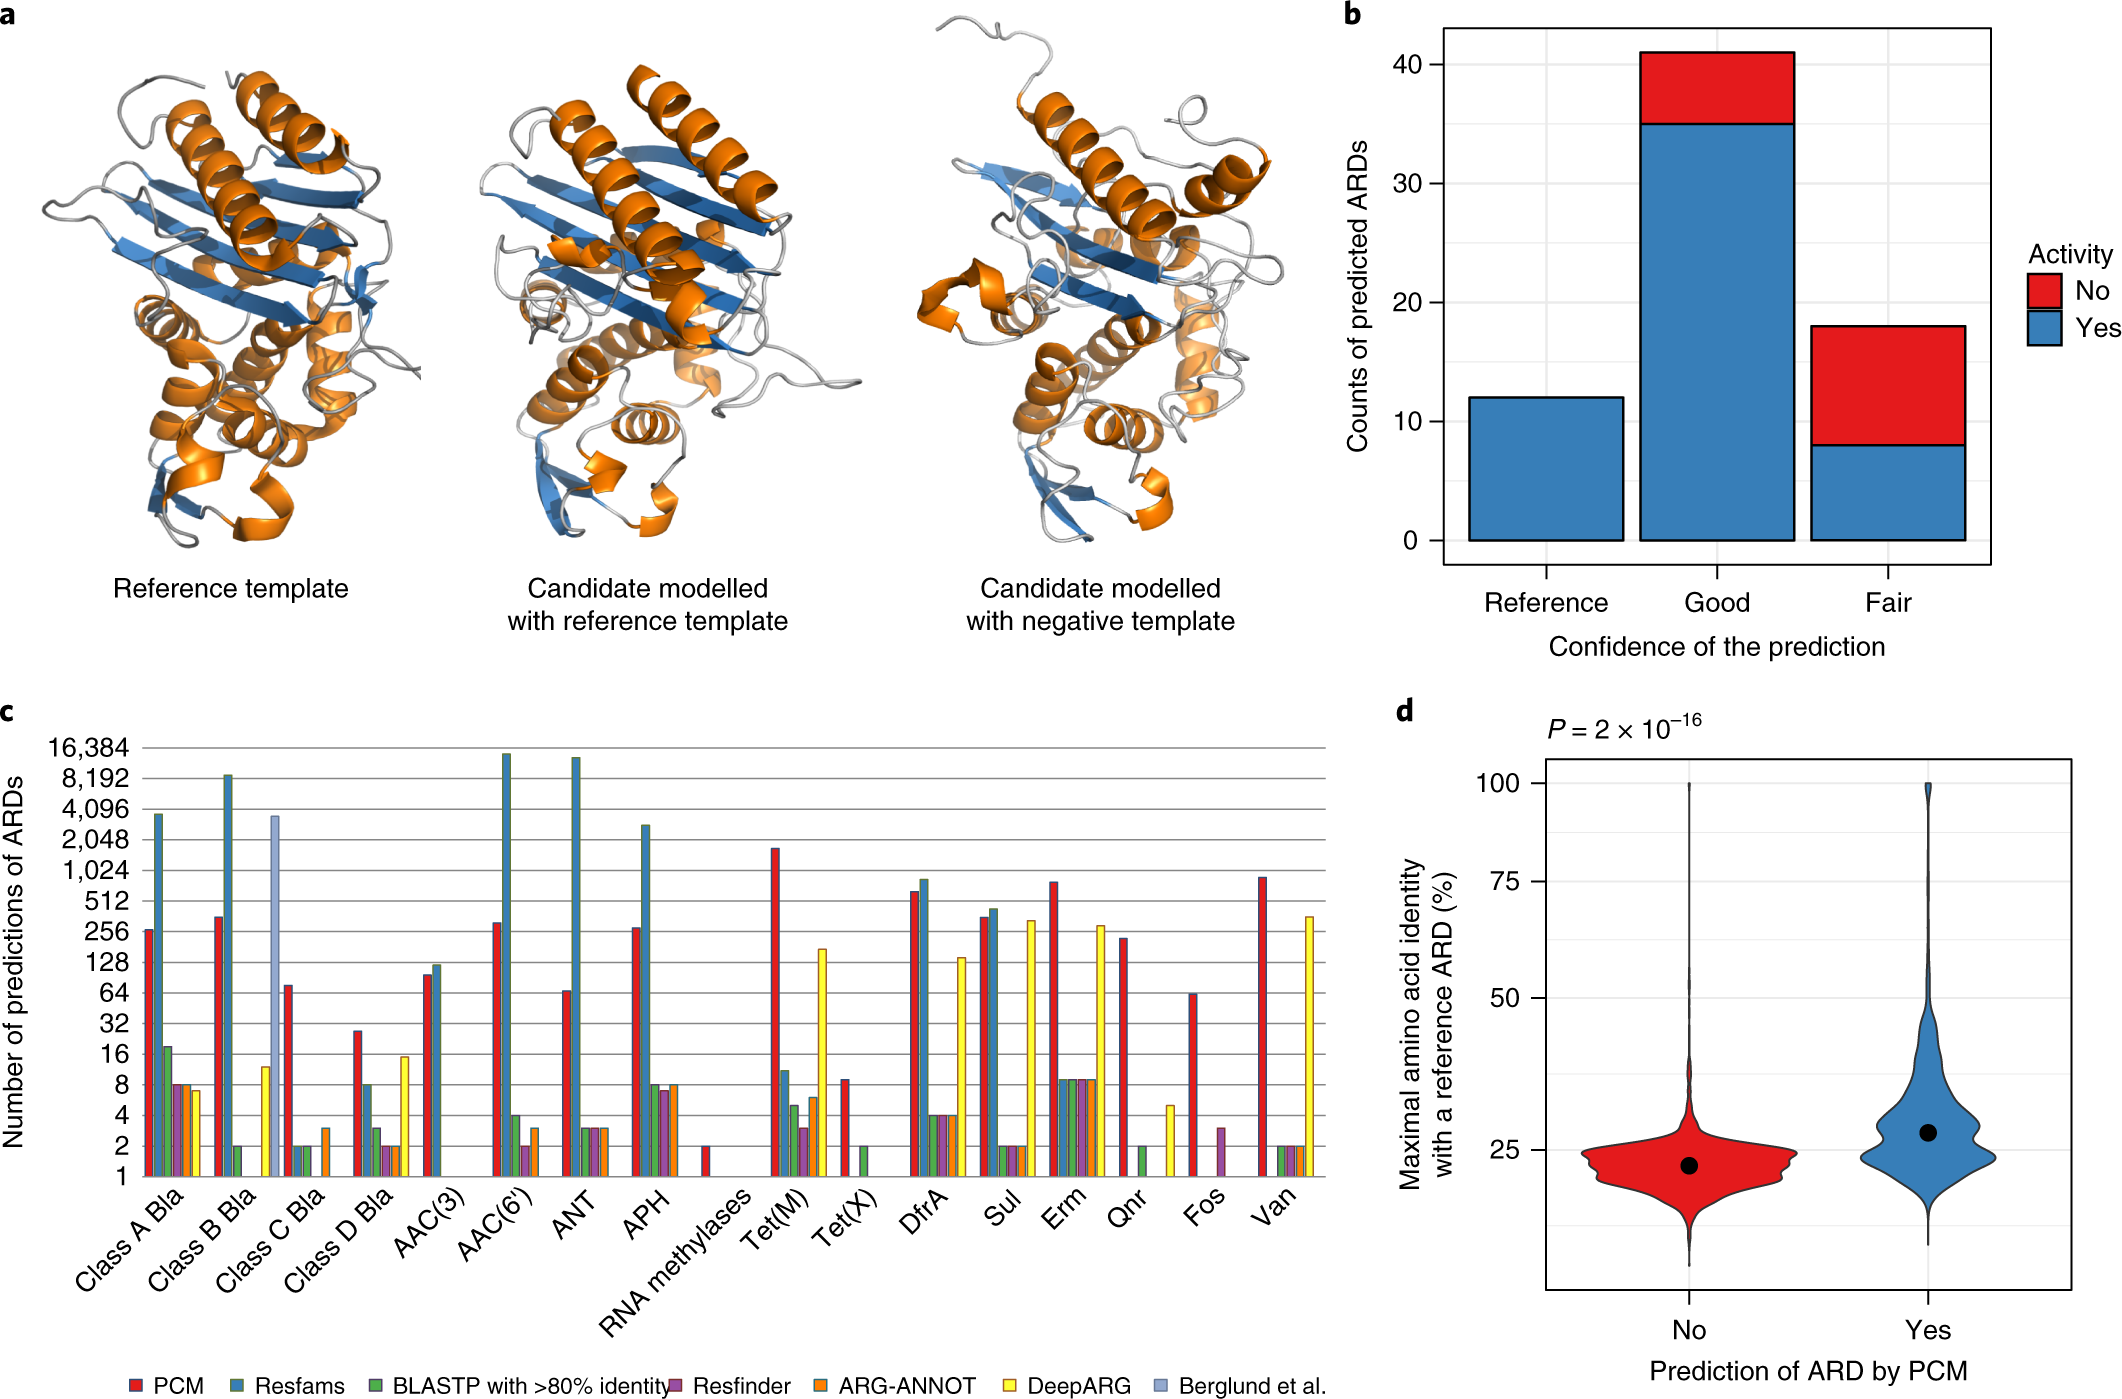 a
Reference template
Candidate modelled
with reference template
Candidate modelled
with negative template
b
Counts of predicted ARDs
40
30
20
10
0
Reference
Good
Fair
Confidence of the prediction
Activity
No
Yes
c
Number of predictions of ARDs
16,384
8,192
4,096
2,048
1,024
512
256
128
64
32
16
8
4
2
1
Class A Bla
Class B Bla
Class C Bla
Class D Bla
AAC(3)
AAC(6')
ANT
APH
RNA methylases
Tet(M)
Tet(X)
DfrA
Sul
Erm
Qnr
Fos
Van
PCM
Resfams
BLASTP with >80% identity
Resfinder
ARG-ANNOT
DeepARG
Berglund et al.
d
P = 2 × 10⁻¹⁶
Maximal amino acid identity
with a reference ARD (%)
100
75
50
25
No
Yes
Prediction of ARD by PCM